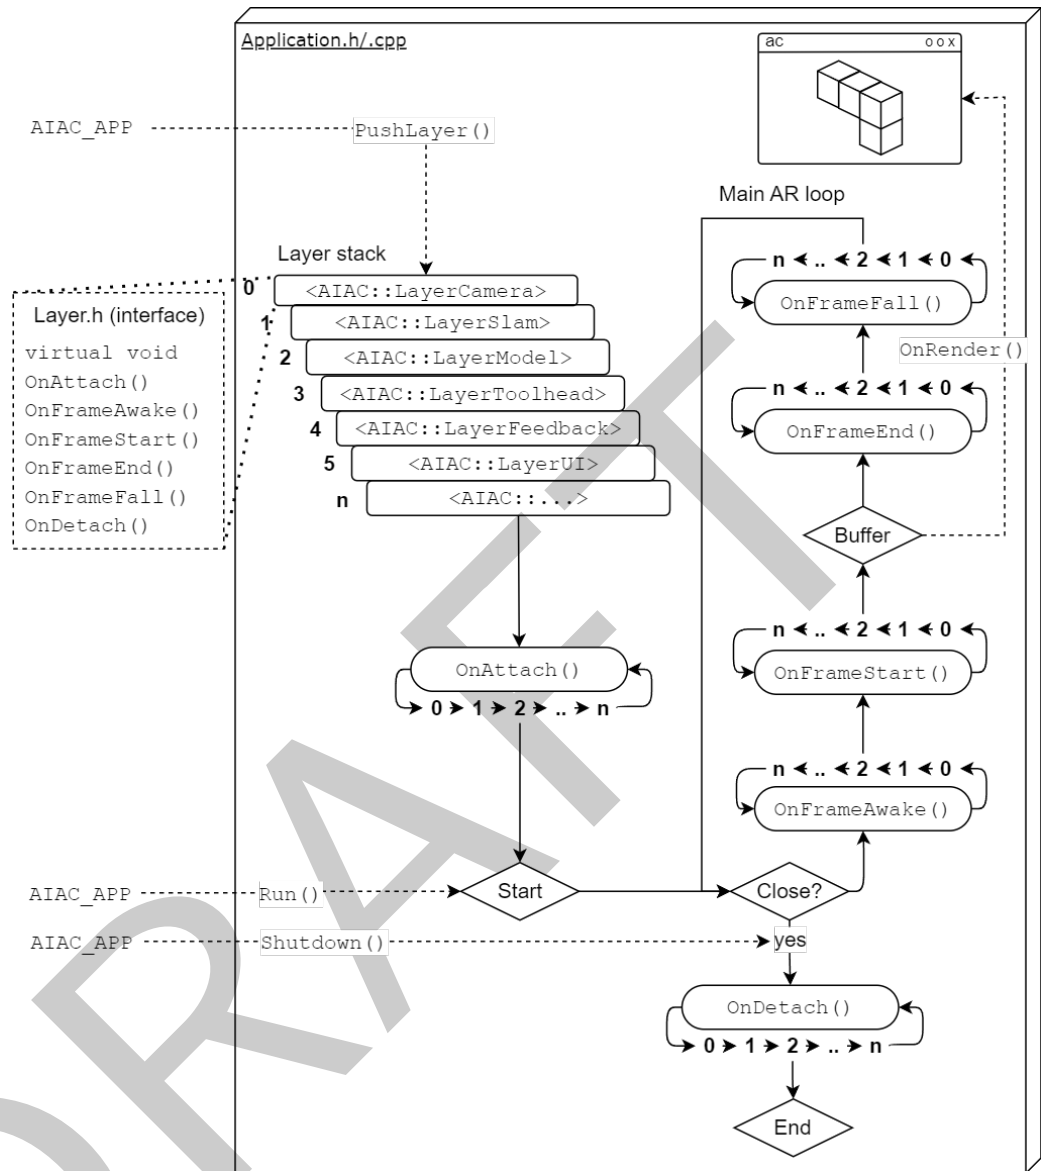 Application.h/.cpp
ac
o o x
AIAC_APP
PushLayer()
Main AR loop
Layer stack
0 <AIAC::LayerCamera>
1 <AIAC::LayerSlam>
2 <AIAC::LayerModel>
3 <AIAC::LayerToolhead>
4 <AIAC::LayerFeedback>
5 <AIAC::LayerUI>
n <AIAC::...>
Layer.h (interface)
virtual void
OnAttach()
OnFrameAwake()
OnFrameStart()
OnFrameEnd()
OnFrameFall()
OnDetach()
n .. 2 1 0
OnFrameFall()
OnRender()
n .. 2 1 0
OnFrameEnd()
Buffer
n .. 2 1 0
OnFrameStart()
OnAttach()
0 1 2 .. n
n .. 2 1 0
OnFrameAwake()
AIAC_APP
Run()
Start
Close?
AIAC_APP
Shutdown()
yes
OnDetach()
0 1 2 .. n
End
DRAFT